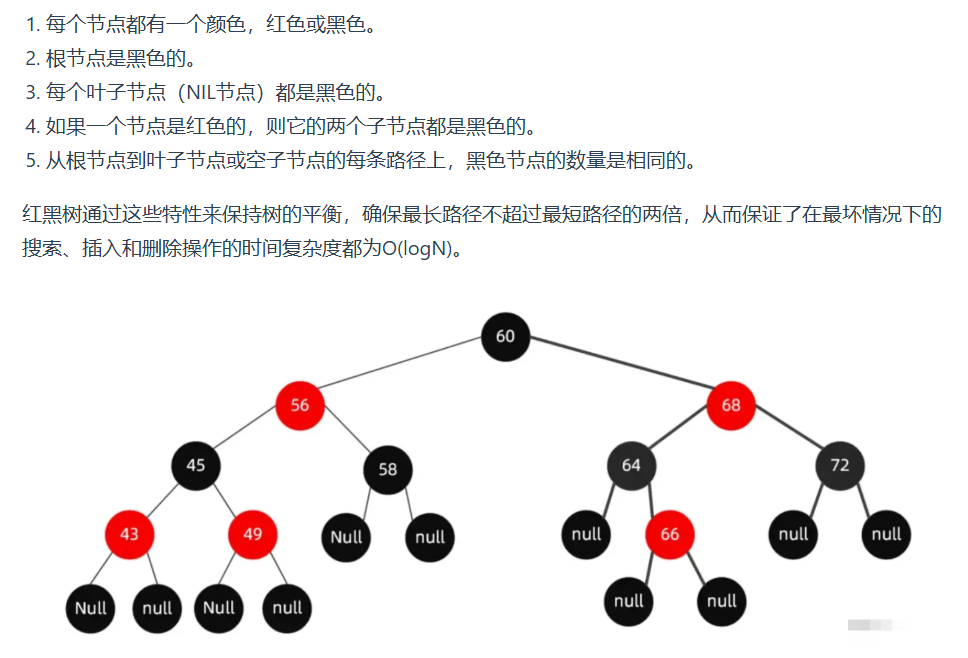 1. 每个节点都有一个颜色，红色或黑色。
2. 根节点是黑色的。
3. 每个叶子节点（NIL节点）都是黑色的。
4. 如果一个节点是红色的，则它的两个子节点都是黑色的。
5. 从根节点到叶子节点或空子节点的每条路径上，黑色节点的数量是相同的。
红黑树通过这些特性来保持树的平衡，确保最长路径不超过最短路径的两倍，从而保证了在最坏情况下的
搜索、插入和删除操作的时间复杂度都为O(logN)。
60
56 68
45 58 64 72
43 49 Null null null 66 null null
Null null Null null null null